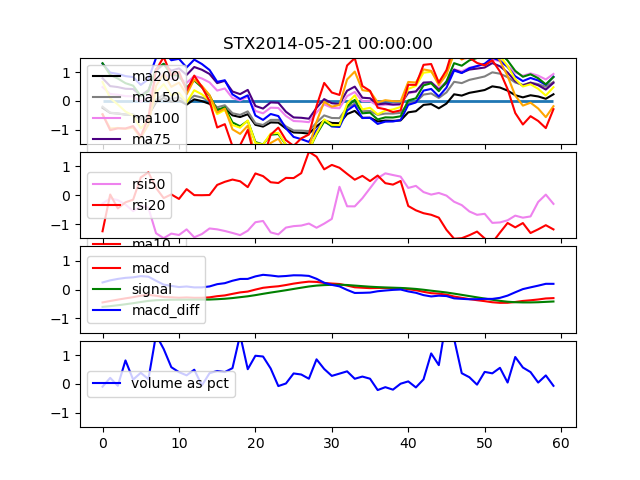 STX2014-05-21 00:00:00
1
0
−1
ma200
ma150
ma100
ma75
1
0
−1
rsi50
rsi20
ma10
1
0
−1
macd
signal
macd_diff
1
0
−1
volume as pct
0 10 20 30 40 50 60